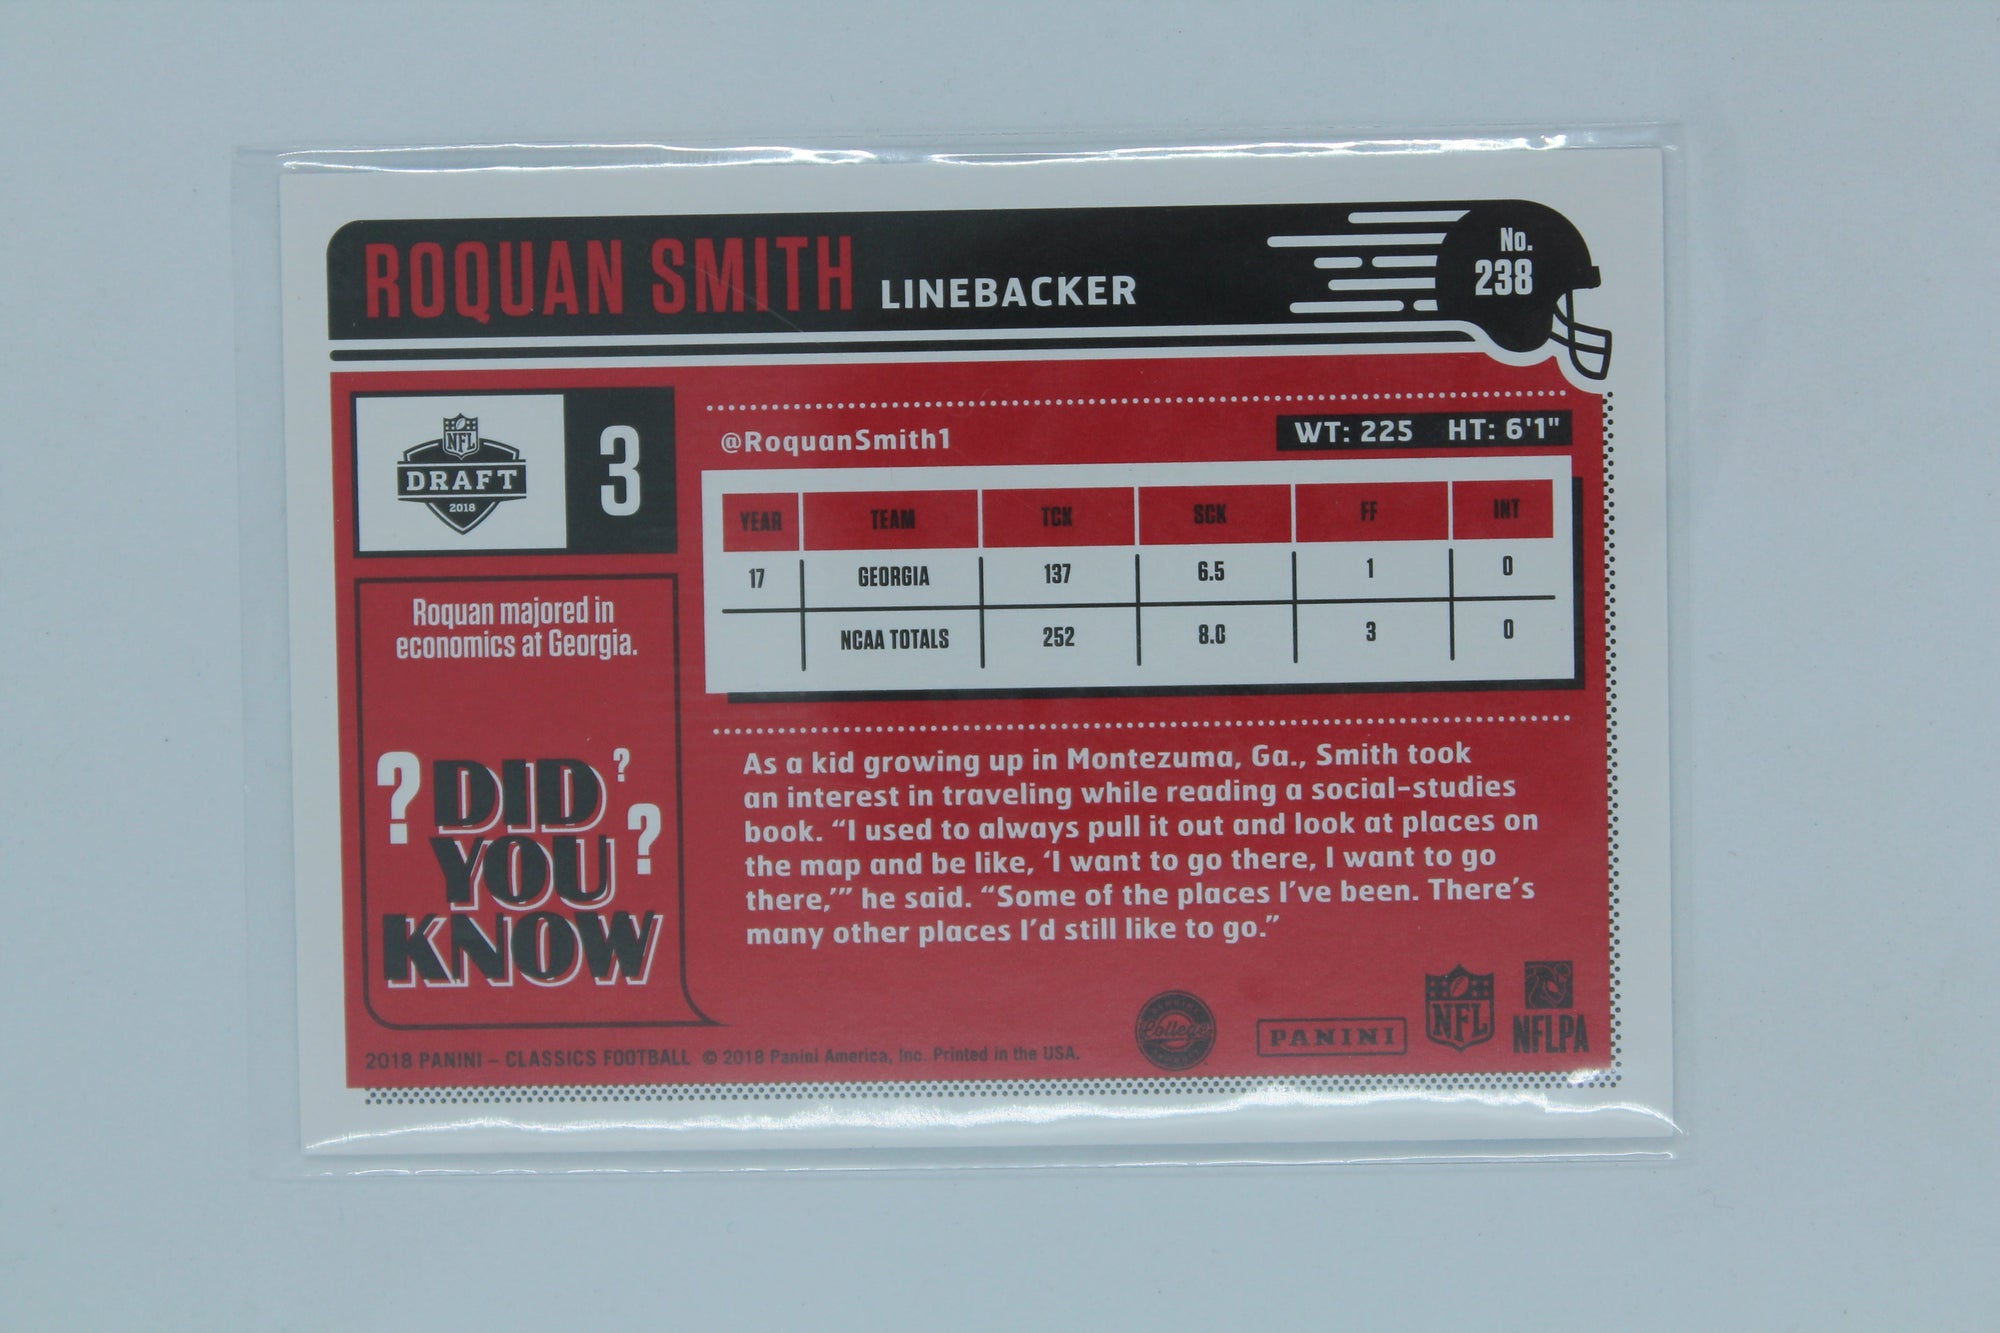 ROQUAN SMITH LINEBACKER
No.
238
NFL
DRAFT
2018
3
@RoquanSmith1
WT: 225 HT: 6'1"
YEAR TEAM TCK SCK FF INT
17 GEORGIA 137 6.5 1 0
NCAA TOTALS 252 8.0 3 0
Roquan majored in
economics at Georgia.
? DID ?
YOU ?
KNOW
As a kid growing up in Montezuma, Ga., Smith took
an interest in traveling while reading a social-studies
book. “I used to always pull it out and look at places on
the map and be like, ‘I want to go there, I want to go
there,’” he said. “Some of the places I’ve been. There’s
many other places I’d still like to go.”
College
PANINI
NFL
NFLPA
2018 PANINI – CLASSICS FOOTBALL © 2018 Panini America, Inc. Printed in the USA.